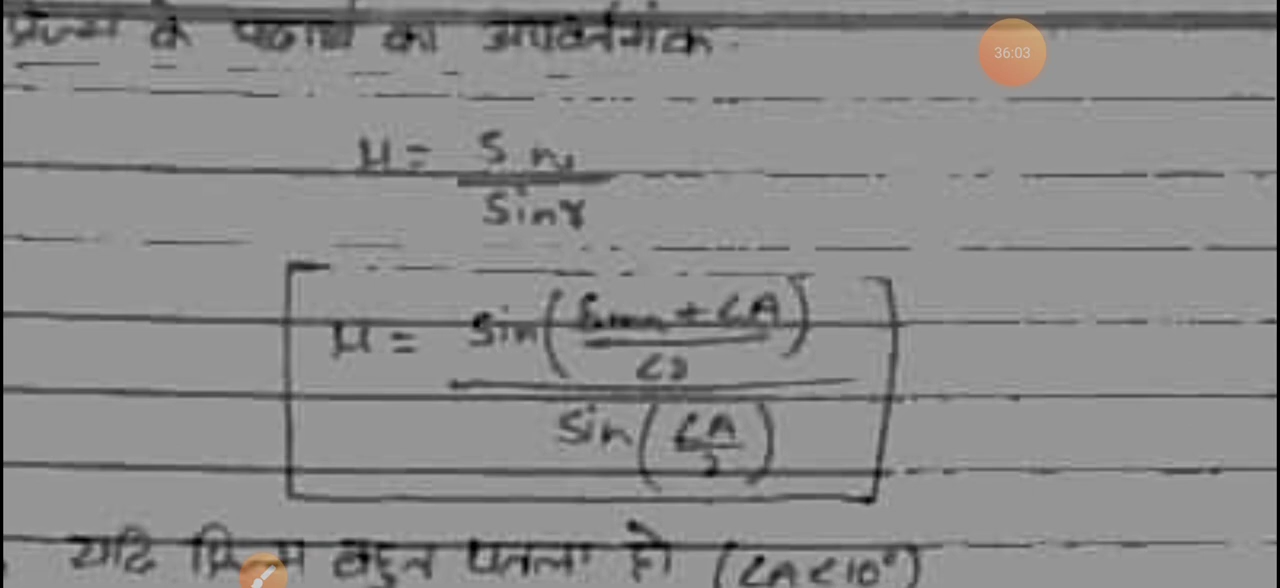 प्रिज्म के पदार्थ का अपवर्तनांक
36:03
μ = Sin i / Sin r
μ = Sin(δmin + ∠A / 2) / Sin(∠A / 2)
यदि प्रिज्म बहुत पतला हो (∠A<10°)